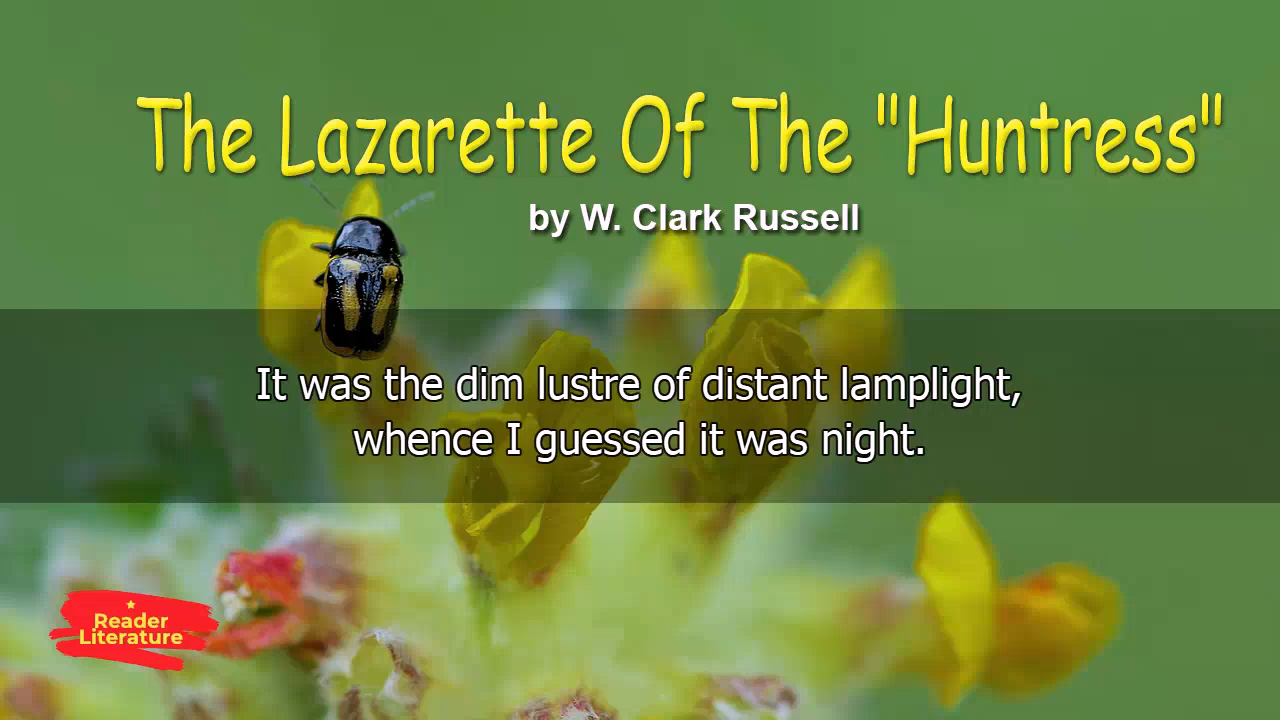 The Lazarette Of The "Huntress"
by W. Clark Russell
It was the dim lustre of distant lamplight,
whence I guessed it was night.
Reader
Literature